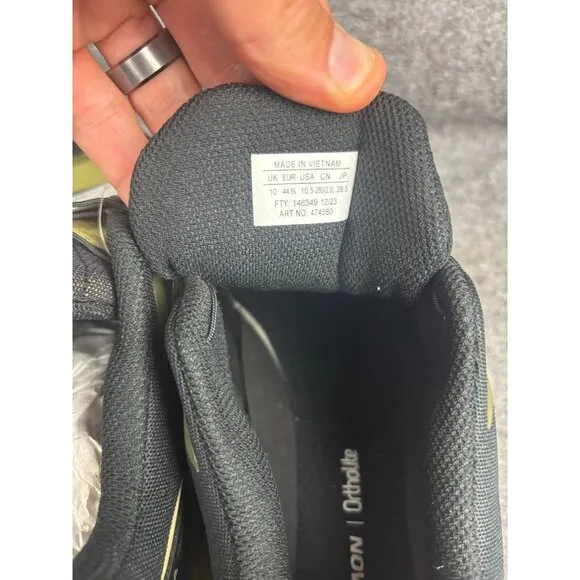 MADE IN VIETNAM
UK EUR USA CN JP
10 44⅔ 10.5 280(2.5) 28.5
FTY: 146349 12/23
ART NO. 474560
MON | Ortholite